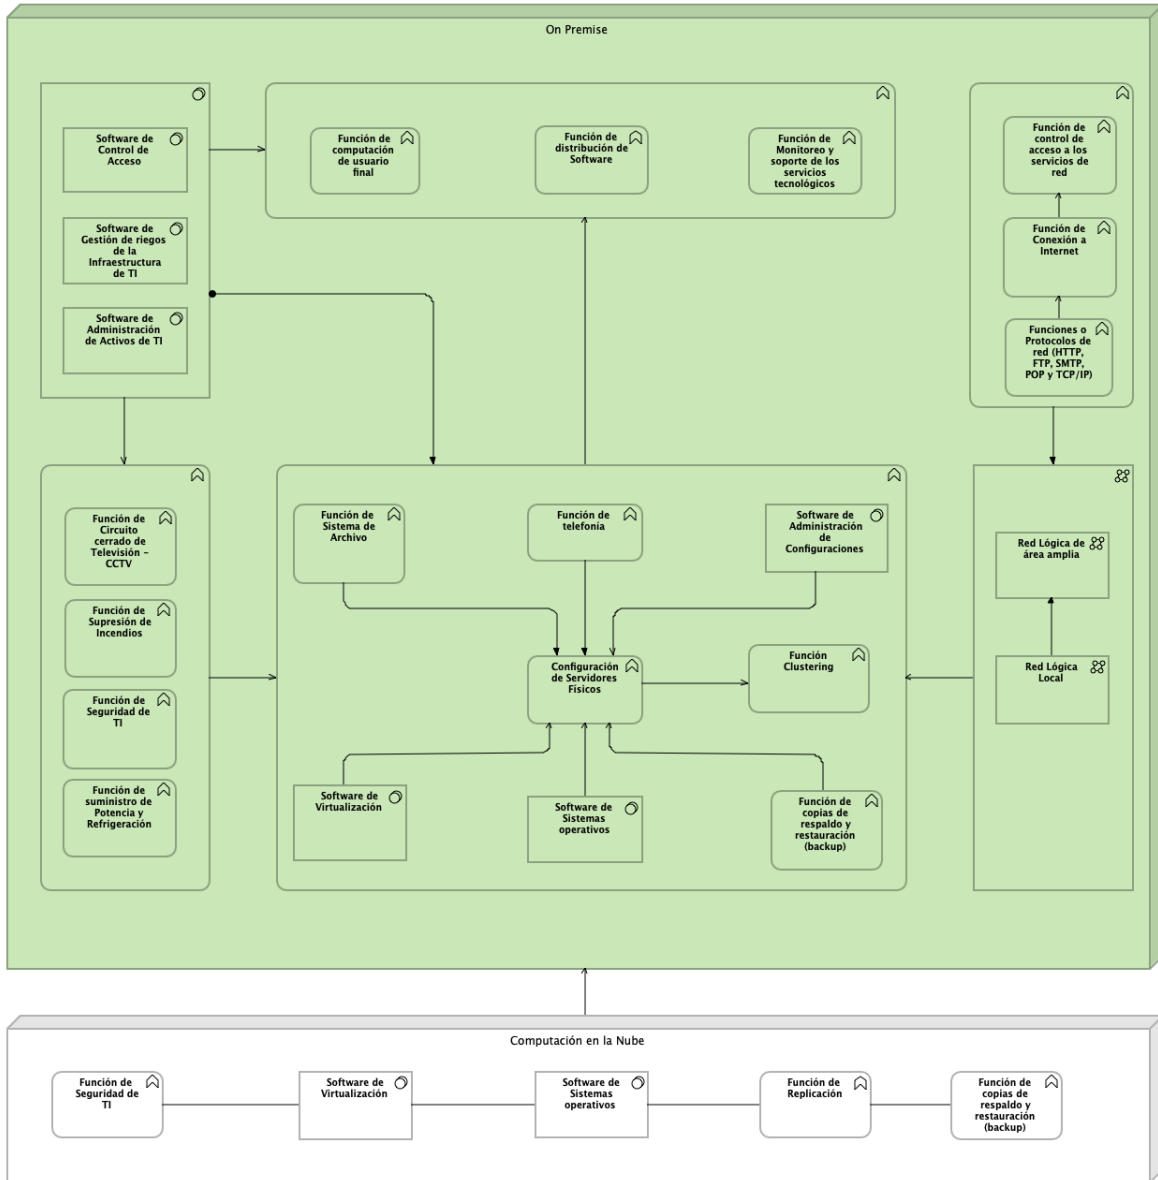 On Premise
Software de
Control de
Acceso
Software de
Gestión de riegos
de la
Infraestructura
de TI
Software de
Administración
de Activos de TI
Función de
computación
de usuario
final
Función de
distribución de
Software
Función de
Monitoreo y
soporte de los
servicios
tecnológicos
Función de
control de
acceso a los
servicios de
red
Función de
Conexión a
Internet
Funciones o
Protocolos de
red (HTTP,
FTP, SMTP,
POP y TCP/IP)
Función de
Circuito
cerrado de
Televisión –
CCTV
Función de
Supresión de
Incendios
Función de
Seguridad de
TI
Función de
suministro de
Potencia y
Refrigeración
Función de
Sistema de
Archivo
Función de
telefonía
Software de
Administración
de
Configuraciones
Configuración
de Servidores
Físicos
Función
Clustering
Software de
Virtualización
Software de
Sistemas
operativos
Función de
copias de
respaldo y
restauración
(backup)
Red Lógica de
área amplia
Red Lógica
Local
Computación en la Nube
Función de
Seguridad de
TI
Software de
Virtualización
Software de
Sistemas
operativos
Función de
Replicación
Función de
copias de
respaldo y
restauración
(backup)